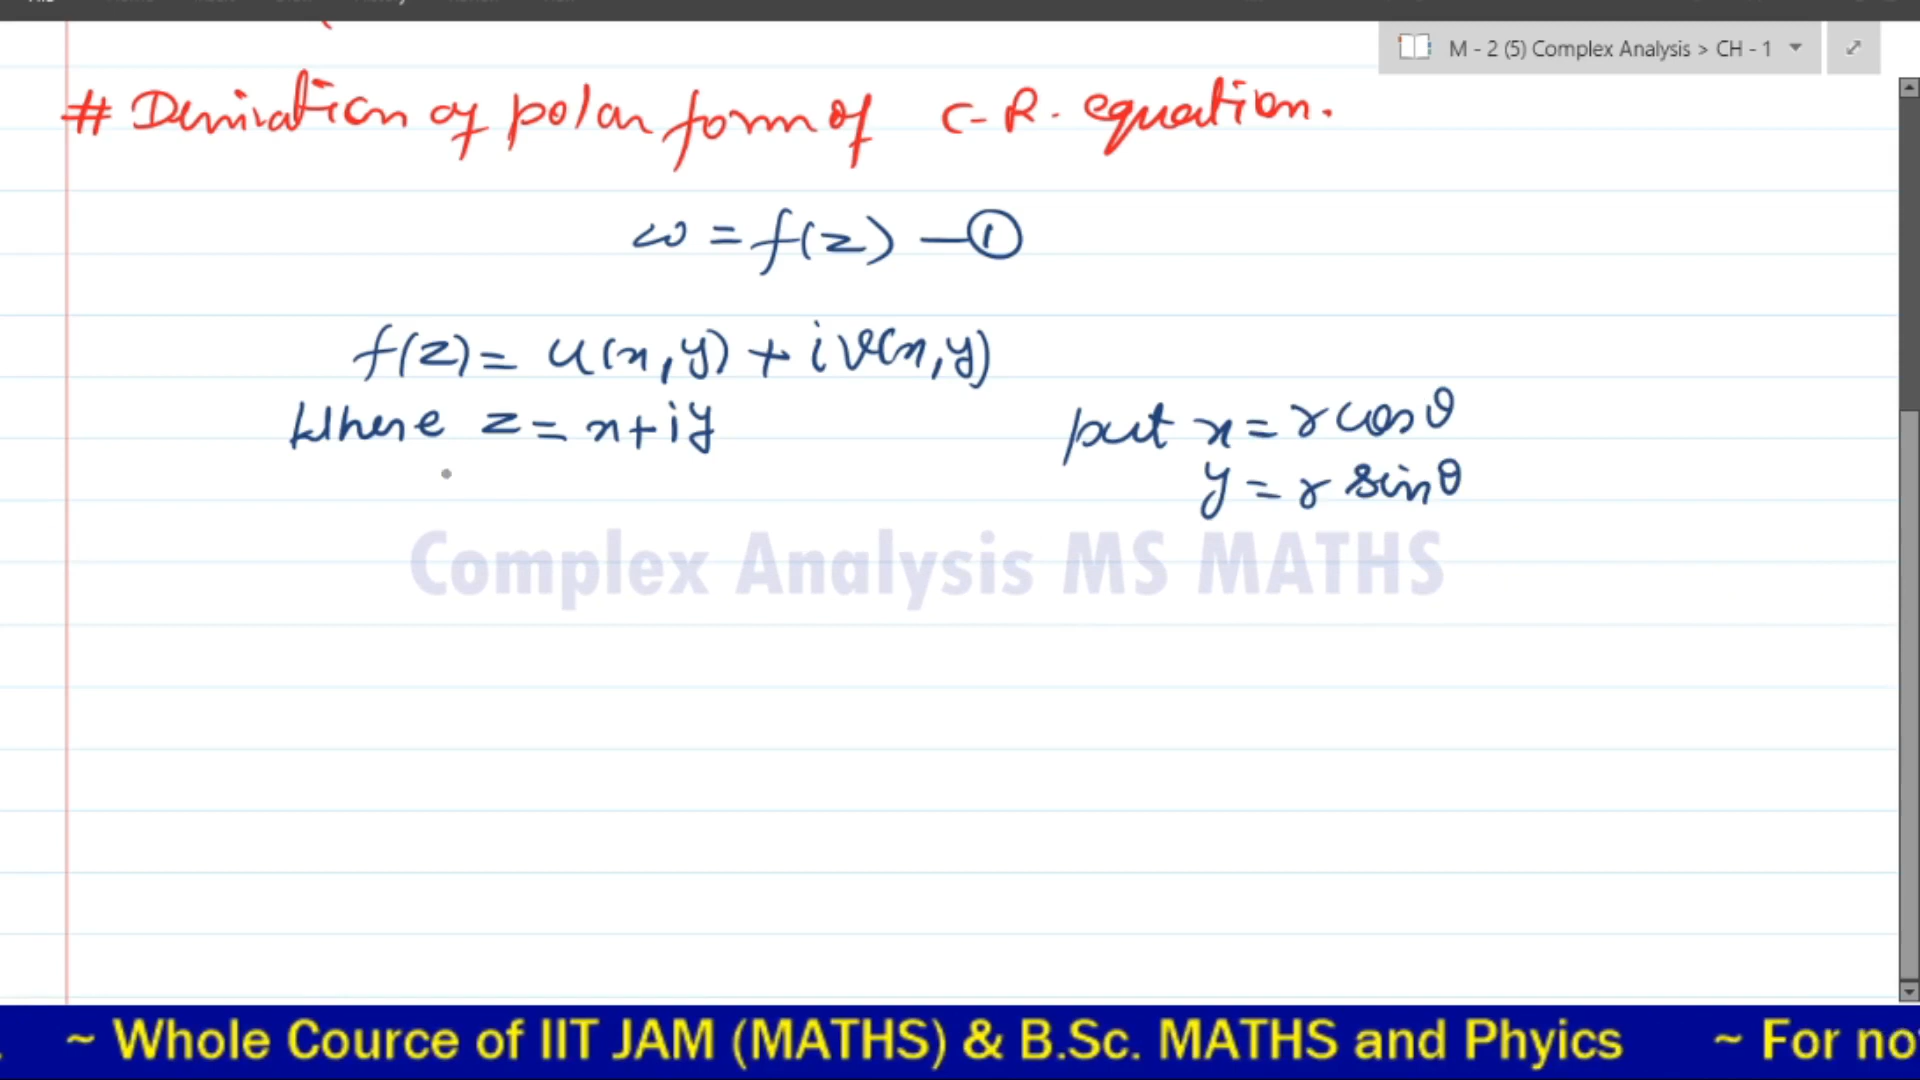 M - 2 (5) Complex Analysis > CH - 1
# Derivation of polar form of C-R. equation.
ω = f(z) —①
f(z) = u(x,y) + i v(x,y)
Where z = x+iy
put x = r cosθ
y = r sinθ
Complex Analysis MS MATHS
~ Whole Cource of IIT JAM (MATHS) & B.Sc. MATHS and Phyics ~ For no